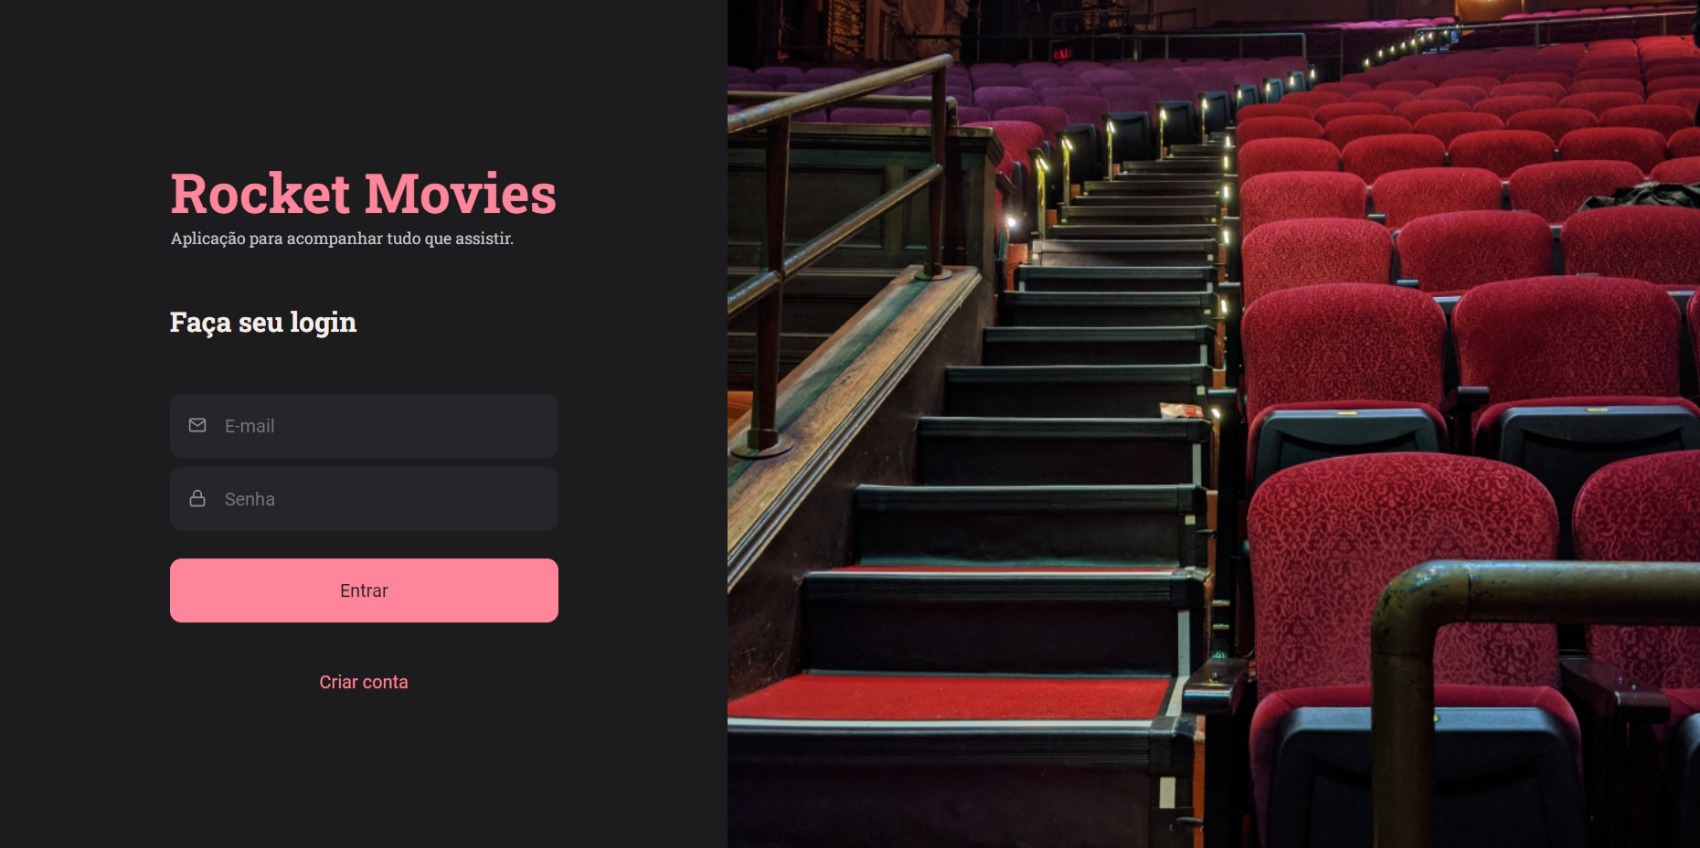 Rocket Movies
Aplicação para acompanhar tudo que assistir.
Faça seu login
E-mail
Senha
Entrar
Criar conta